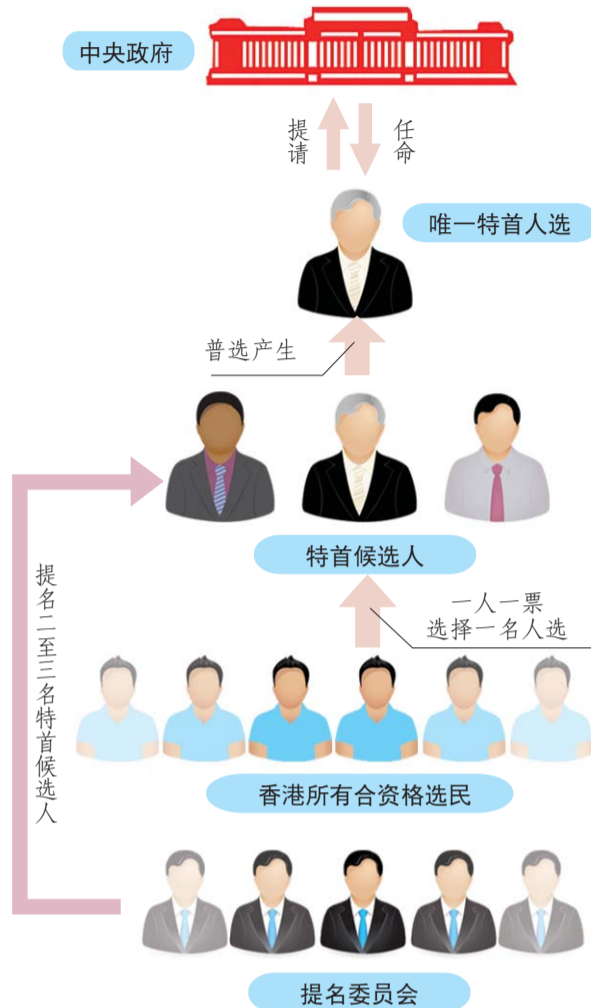 中央政府
提请
任命
唯一特首人选
普选产生
特首候选人
提名二至三名特首候选人
一人一票
选择一名人选
香港所有合资格选民
提名委员会